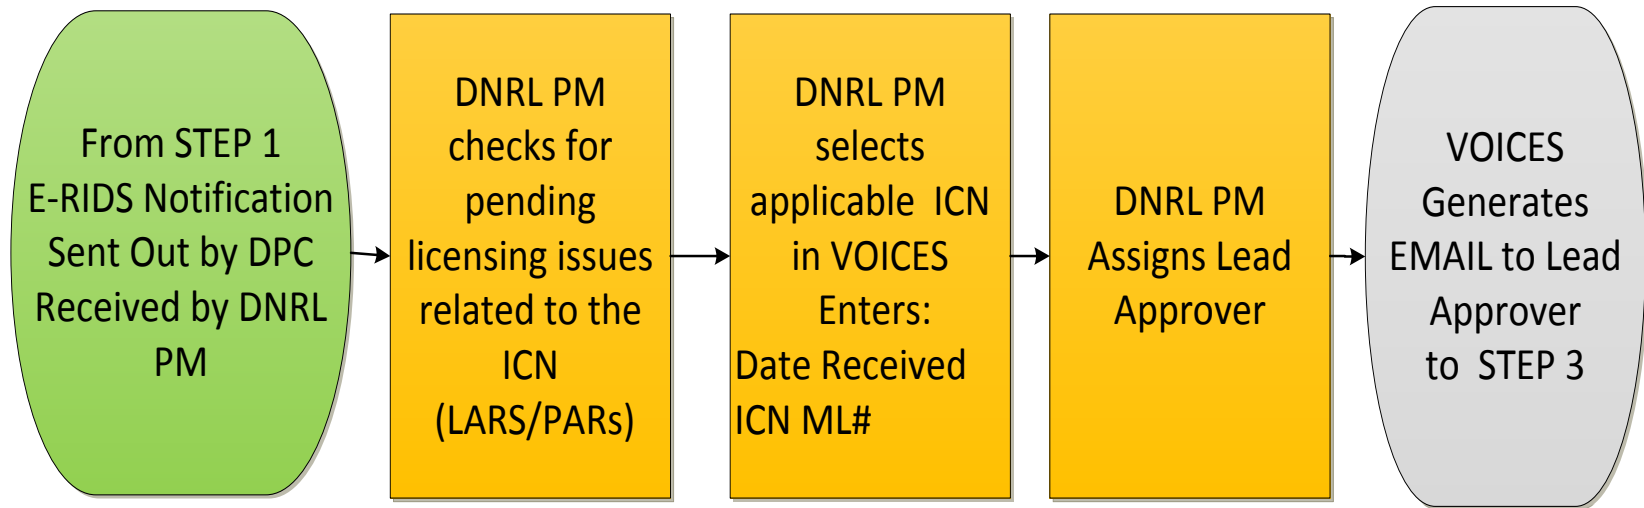 From STEP 1
E-RIDS Notification
Sent Out by DPC
Received by DNRL
PM
DNRL PM
checks for
pending
licensing issues
related to the
ICN
(LARS/PARs)
DNRL PM
selects
applicable ICN
in VOICES
Enters:
Date Received
ICN ML#
DNRL PM
Assigns Lead
Approver
VOICES
Generates
EMAIL to Lead
Approver
to STEP 3